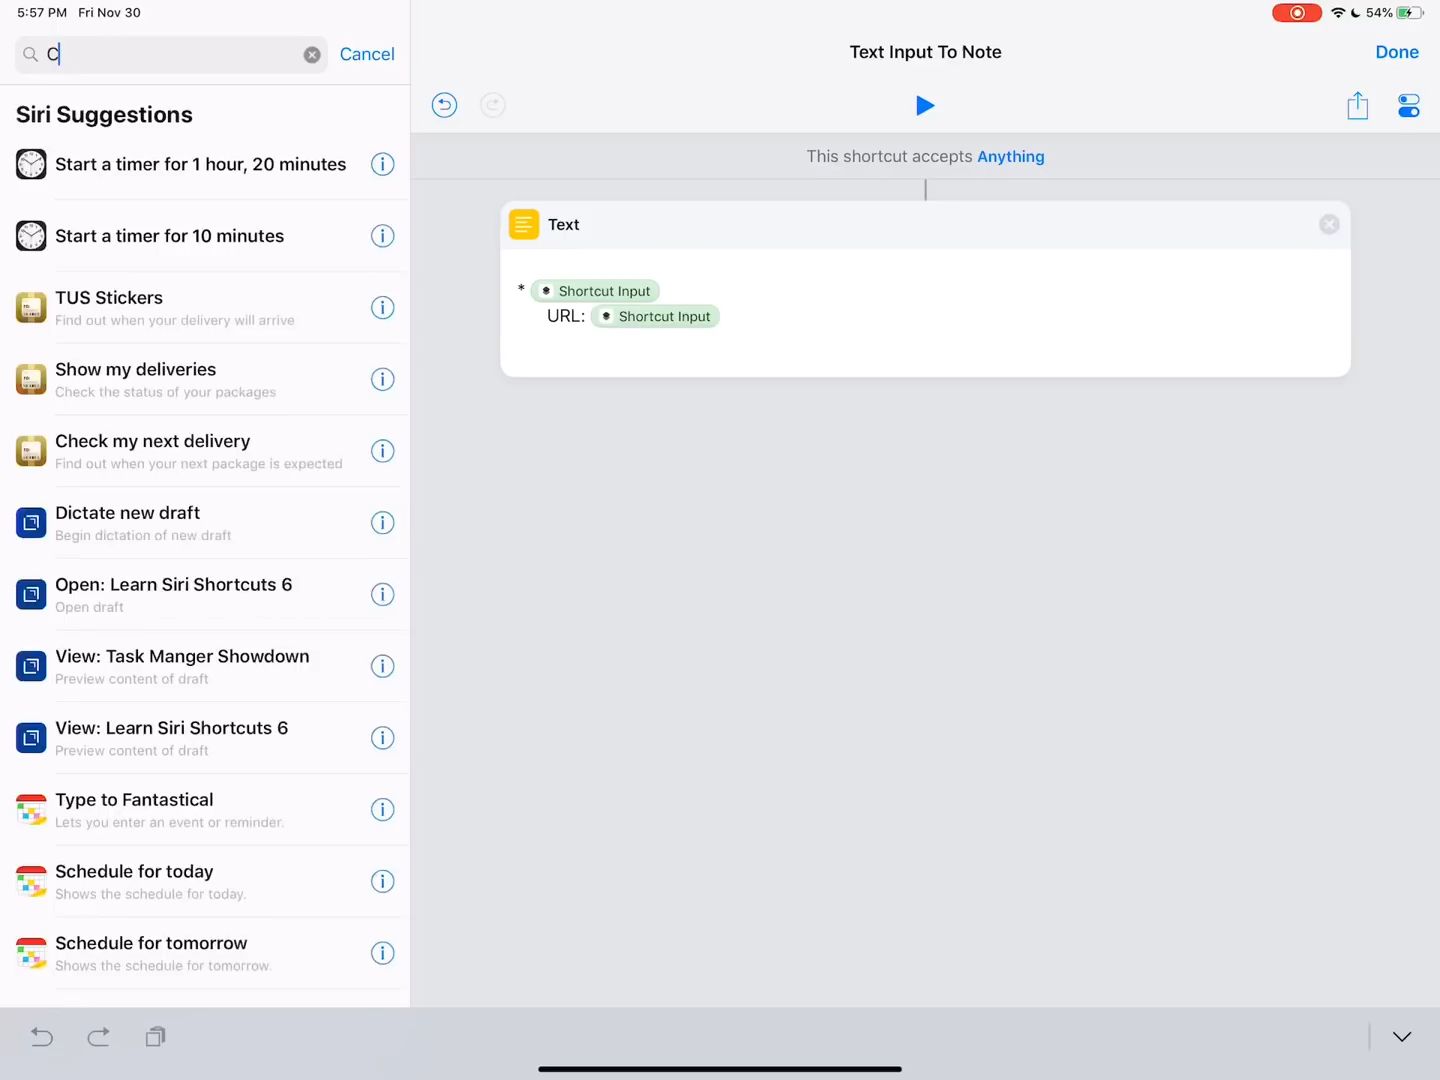 5:57 PM Fri Nov 30
54%
C
Cancel
Text Input To Note
Done
Siri Suggestions
Start a timer for 1 hour, 20 minutes
Start a timer for 10 minutes
TUS Stickers
Find out when your delivery will arrive
Show my deliveries
Check the status of your packages
Check my next delivery
Find out when your next package is expected
Dictate new draft
Begin dictation of new draft
Open: Learn Siri Shortcuts 6
Open draft
View: Task Manger Showdown
Preview content of draft
View: Learn Siri Shortcuts 6
Preview content of draft
Type to Fantastical
Lets you enter an event or reminder.
Schedule for today
Shows the schedule for today.
Schedule for tomorrow
Shows the schedule for tomorrow.
This shortcut accepts Anything
Text
* Shortcut Input
URL: Shortcut Input